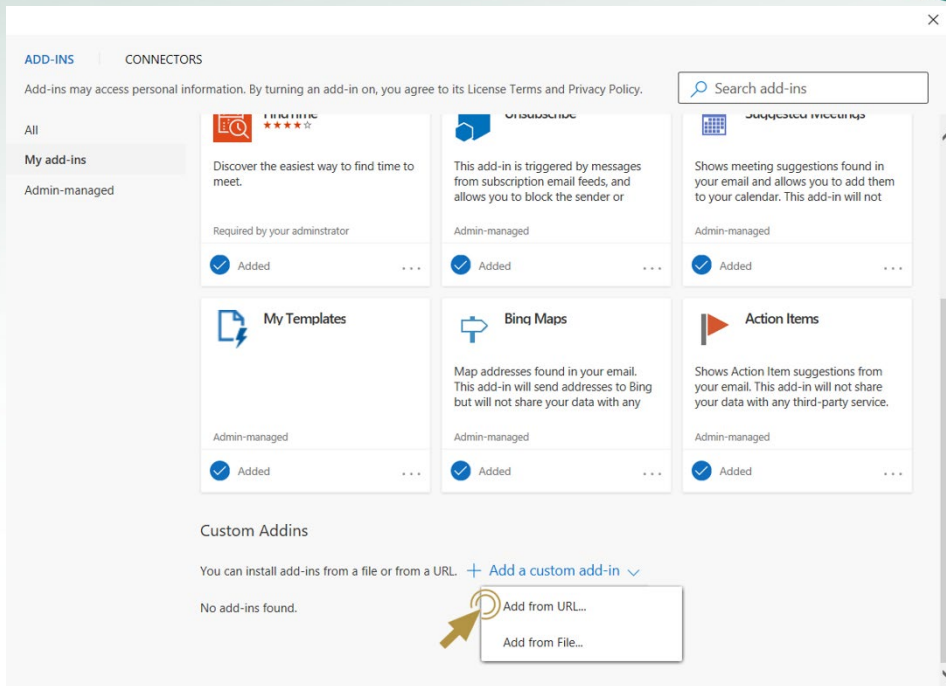 ADD-INS
CONNECTORS
Add-ins may access personal information. By turning an add-in on, you agree to its License Terms and Privacy Policy.
Search add-ins
All
My add-ins
Admin-managed
FindTime
Discover the easiest way to find time to
meet.
Required by your adminstrator
Added
Unsubscribe
This add-in is triggered by messages
from subscription email feeds, and
allows you to block the sender or
Admin-managed
Added
Suggested Meetings
Shows meeting suggestions found in
your email and allows you to add them
to your calendar. This add-in will not
Admin-managed
Added
My Templates
Admin-managed
Added
Bing Maps
Map addresses found in your email.
This add-in will send addresses to Bing
but will not share your data with any
Admin-managed
Added
Action Items
Shows Action Item suggestions from
your email. This add-in will not share
your data with any third-party service.
Admin-managed
Added
Custom Addins
You can install add-ins from a file or from a URL. + Add a custom add-in
No add-ins found.
Add from URL...
Add from File...